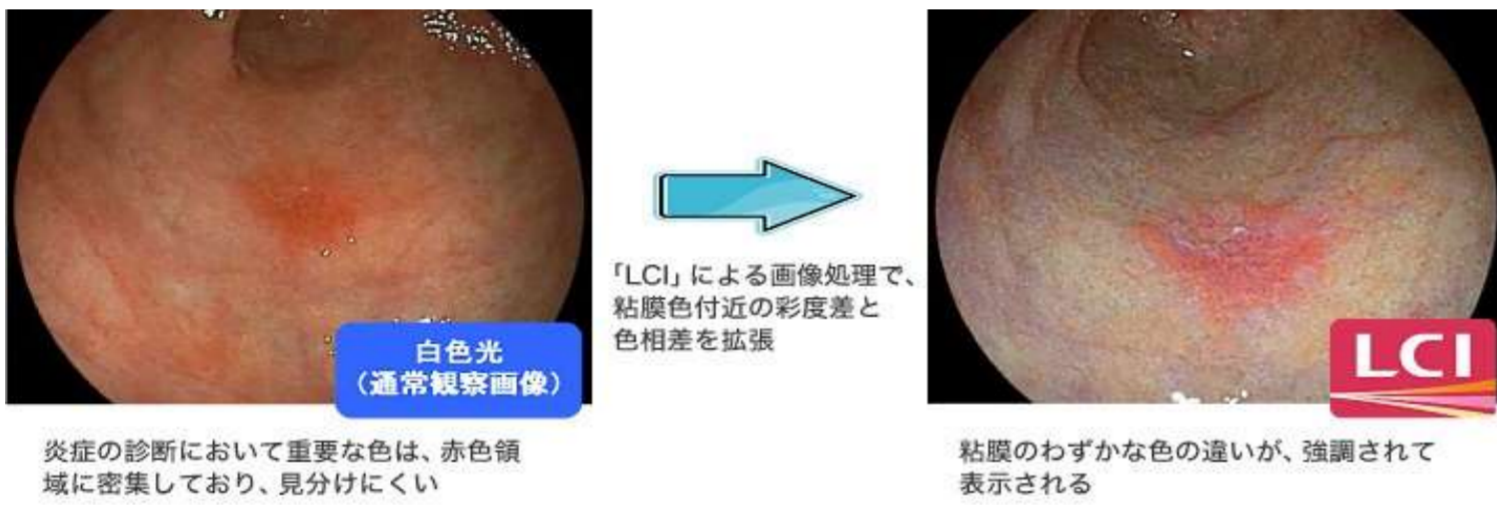 白色光
(通常観察画像)
炎症の診断において重要な色は、赤色領
域に密集しており、見分けにくい
「LCI」による画像処理で、
粘膜色付近の彩度差と
色相差を拡張
LCI
粘膜のわずかな色の違いが、強調されて
表示される